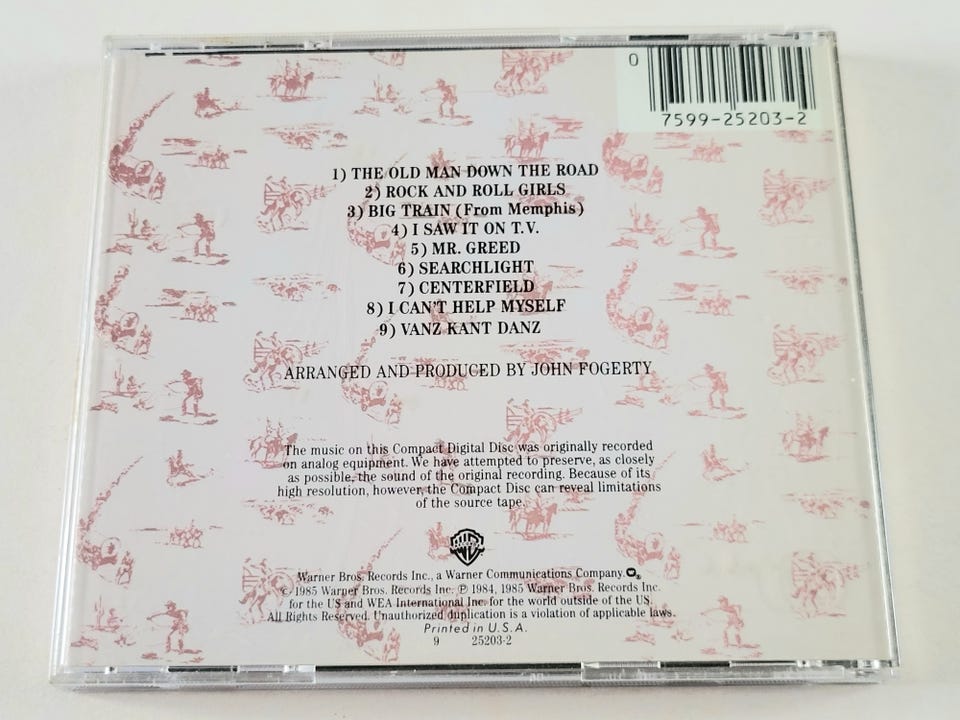 0
7599-25203-2
1) THE OLD MAN DOWN THE ROAD
2) ROCK AND ROLL GIRLS
3) BIG TRAIN (From Memphis)
4) I SAW IT ON T.V.
5) MR. GREED
6) SEARCHLIGHT
7) CENTERFIELD
8) I CAN'T HELP MYSELF
9) VANZ KANT DANZ
ARRANGED AND PRODUCED BY JOHN FOGERTY
The music on this Compact Digital Disc was originally recorded
on analog equipment. We have attempted to preserve, as closely
as possible, the sound of the original recording. Because of its
high resolution, however, the Compact Disc can reveal limitations
of the source tape.
WB
RECORDS
Warner Bros. Records Inc., a Warner Communications Company.
© 1985 Warner Bros. Records Inc. ℗ 1984, 1985 Warner Bros. Records Inc.
for the US and WEA International Inc. for the world outside of the US.
All Rights Reserved. Unauthorized duplication is a violation of applicable laws.
Printed in U.S.A.
9 25203-2